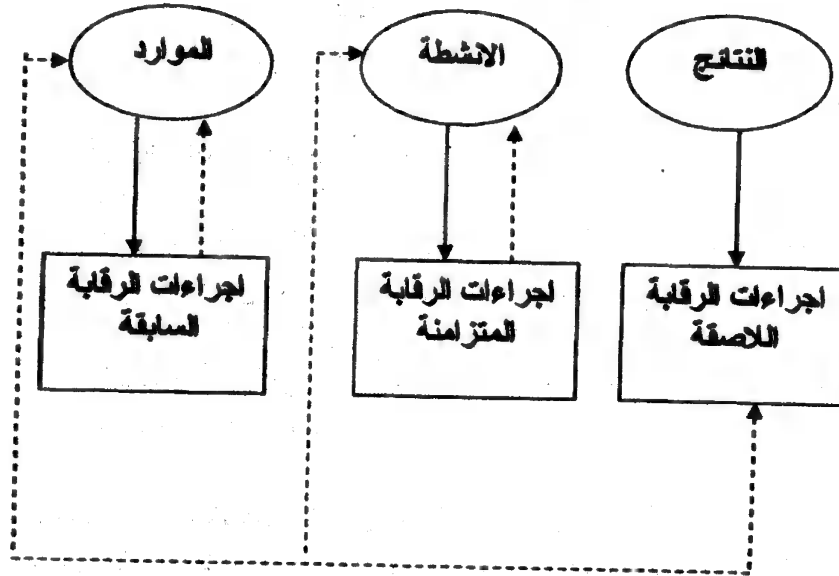 النتائج
الانشطة
الموارد
اجراءات الرقابة
اللاصقة
اجراءات الرقابة
المتزامنة
اجراءات الرقابة
السابقة